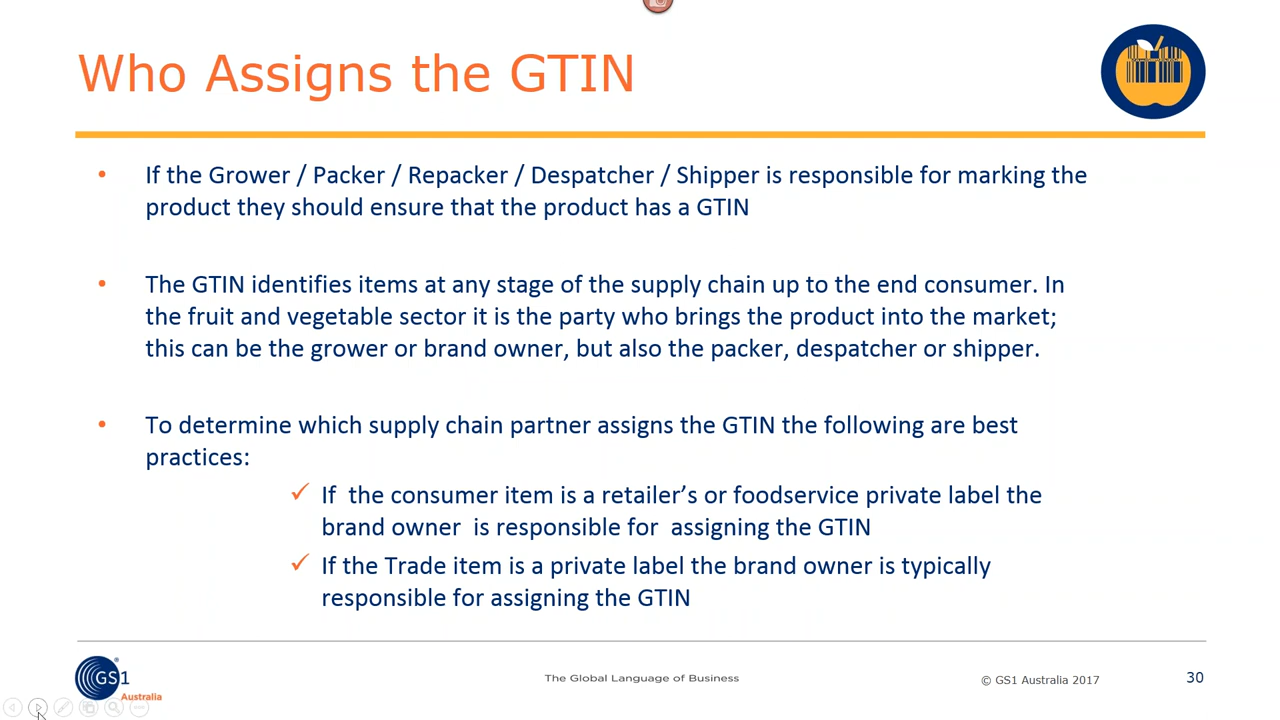 Who Assigns the GTIN
• If the Grower / Packer / Repacker / Despatcher / Shipper is responsible for marking the
product they should ensure that the product has a GTIN
• The GTIN identifies items at any stage of the supply chain up to the end consumer. In
the fruit and vegetable sector it is the party who brings the product into the market;
this can be the grower or brand owner, but also the packer, despatcher or shipper.
• To determine which supply chain partner assigns the GTIN the following are best
practices:
✓ If the consumer item is a retailer’s or foodservice private label the
brand owner is responsible for assigning the GTIN
✓ If the Trade item is a private label the brand owner is typically
responsible for assigning the GTIN
GS1
®
Australia
The Global Language of Business
© GS1 Australia 2017
30